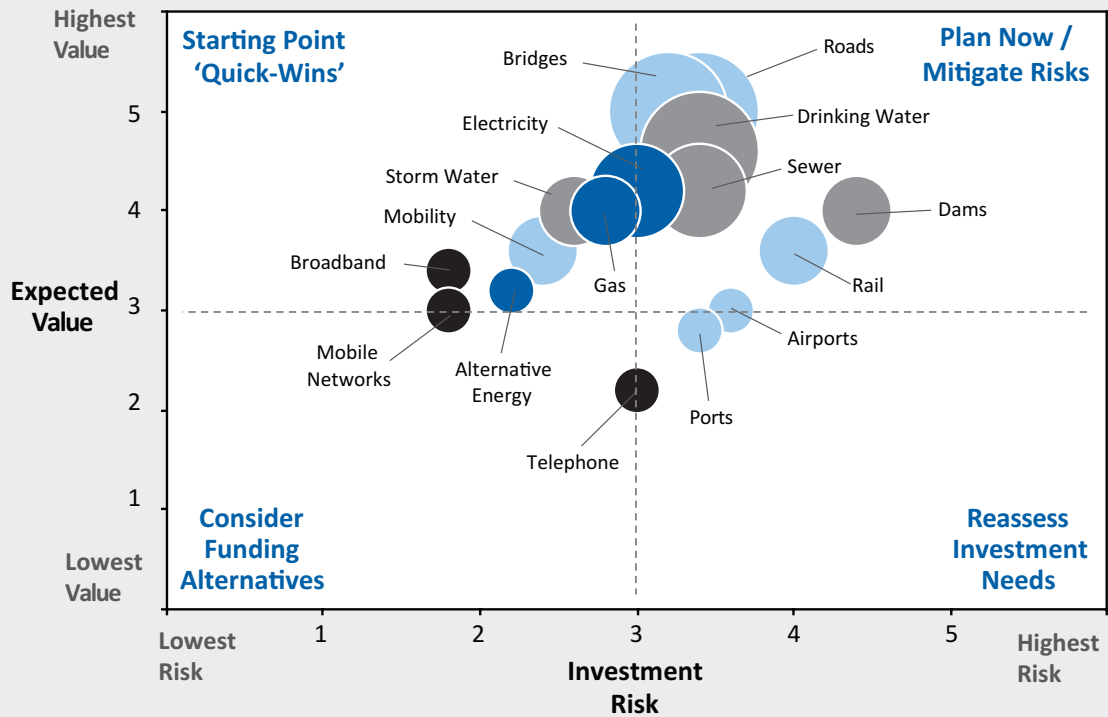 Highest
Value
Starting Point
'Quick-Wins'
Plan Now /
Mitigate Risks
Bridges
Roads
Electricity
Drinking Water
Storm Water
Sewer
Mobility
Dams
Broadband
Gas
Rail
Expected
Value
Mobile
Networks
Alternative
Energy
Airports
Ports
Telephone
5
4
3
2
1
Consider
Funding
Alternatives
Reassess
Investment
Needs
Lowest
Value
1
2
3
4
5
Lowest
Risk
Investment
Risk
Highest
Risk